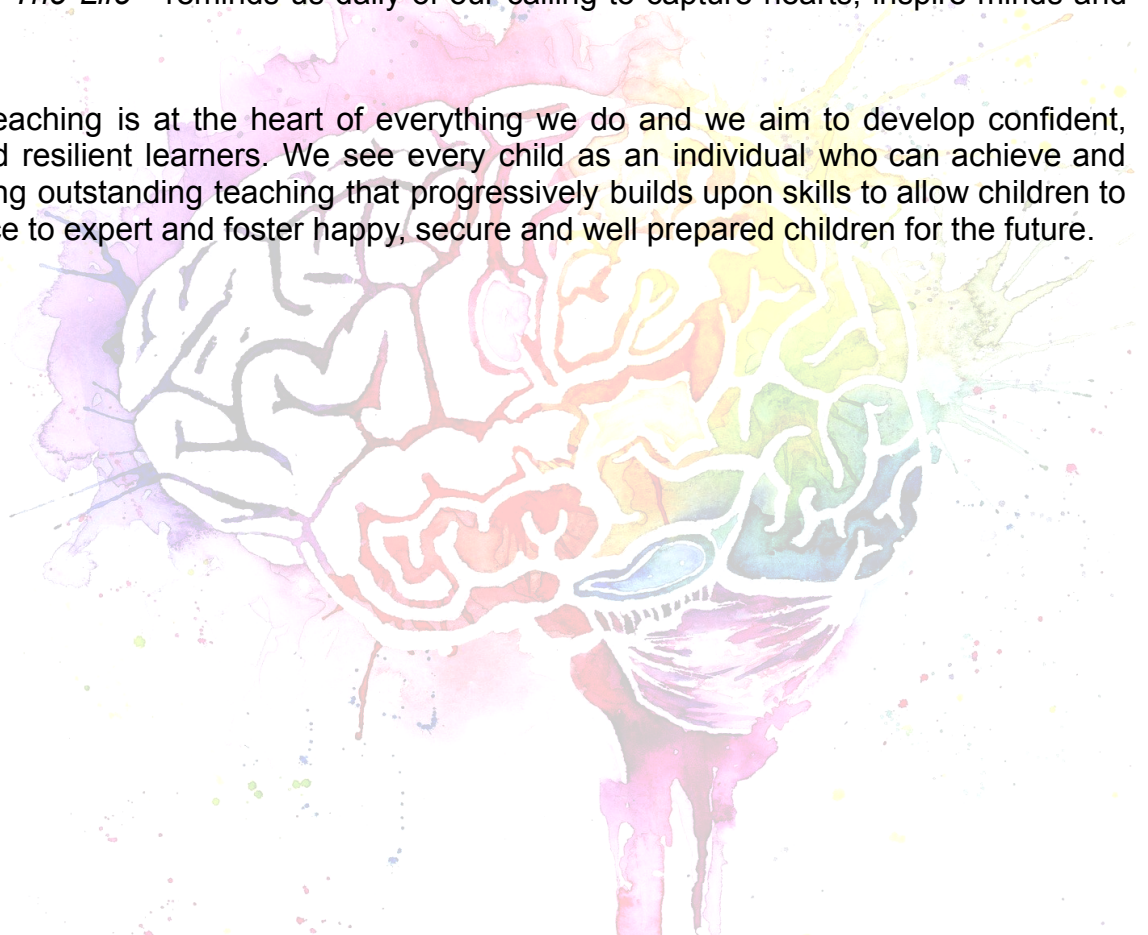 The Life" reminds us daily of our calling to capture hearts, inspire minds and
eaching is at the heart of everything we do and we aim to develop confident,
d resilient learners. We see every child as an individual who can achieve and
ng outstanding teaching that progressively builds upon skills to allow children to
ce to expert and foster happy, secure and well prepared children for the future.